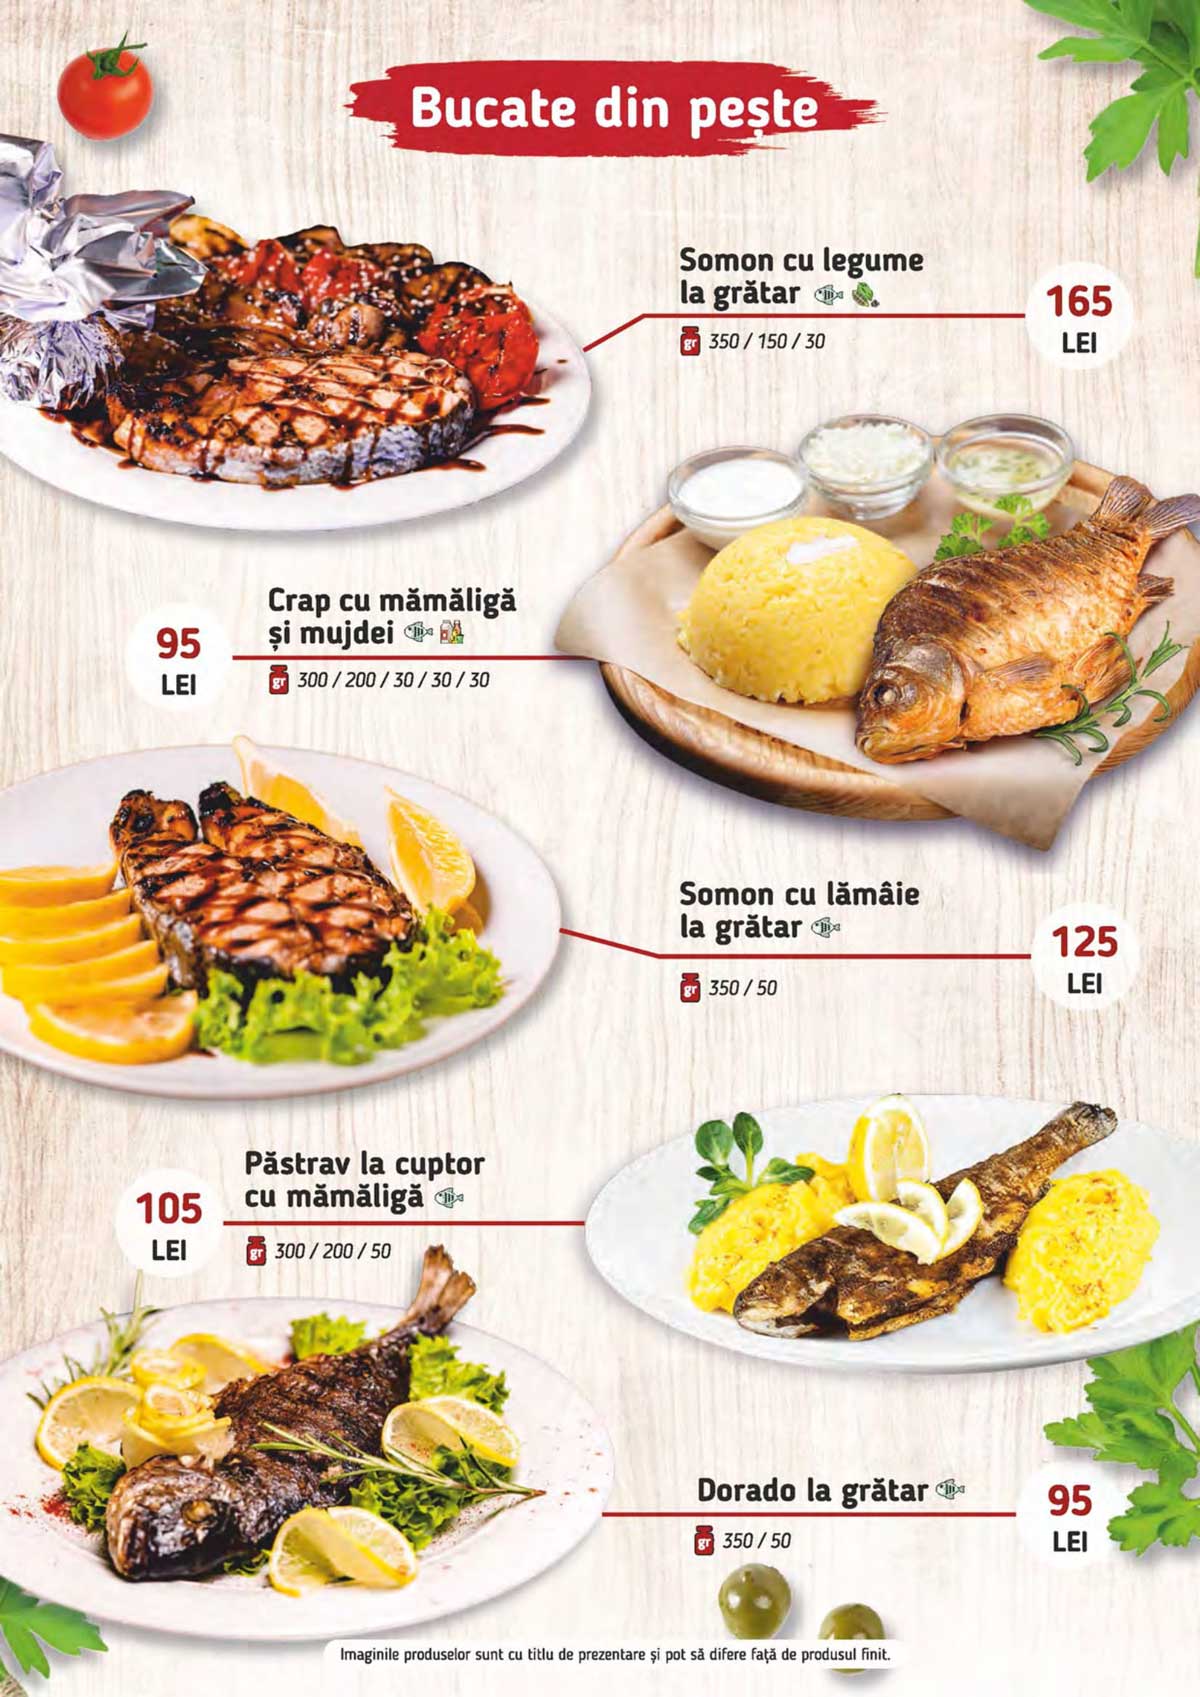 Bucate din pește
Somon cu legume
la grătar
165
LEI
gr 350 / 150 / 30
Crap cu mămăligă
și mujdei
95
LEI
gr 300 / 200 / 30 / 30 / 30
Somon cu lămâie
la grătar
125
LEI
gr 350 / 50
Păstrav la cuptor
cu mămăligă
105
LEI
gr 300 / 200 / 50
Dorado la grătar
95
LEI
gr 350 / 50
Imaginile produselor sunt cu titlu de prezentare și pot să difere față de produsul finit.